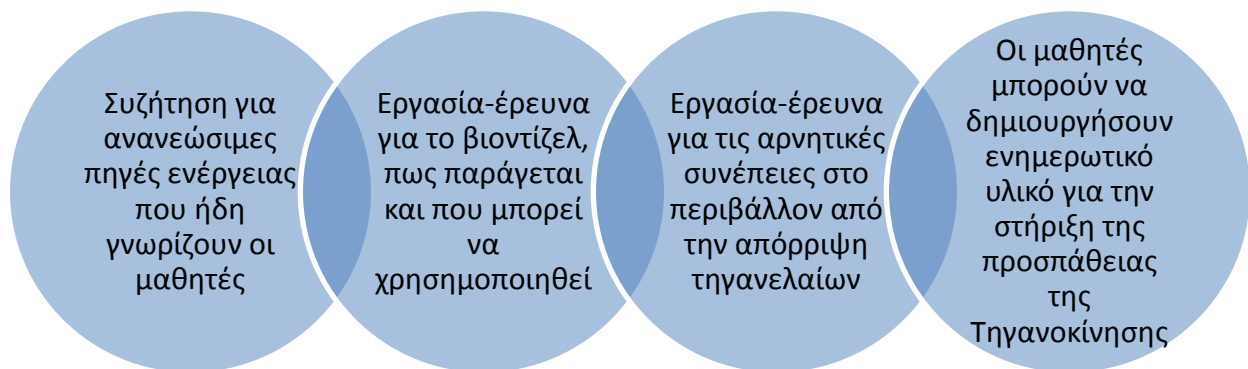 Συζήτηση για
ανανεώσιμες
πηγές ενέργειας
που ήδη
γνωρίζουν οι
μαθητές
Εργασία-έρευνα
για το βιοντίζελ,
πως παράγεται
και που μπορεί
να
χρησημοποιηθεί
Εργασία-έρευνα
για τις αρνητικές
συνέπειες στο
περιβάλλον από
την απόρριψη
τηγανελαίων
Οι μαθητές
μπορούν να
δημιουργήσουν
ενημερωτικό
υλικό για την
στήριξη της
προσπάθειας
της
Τηγανοκίνησης